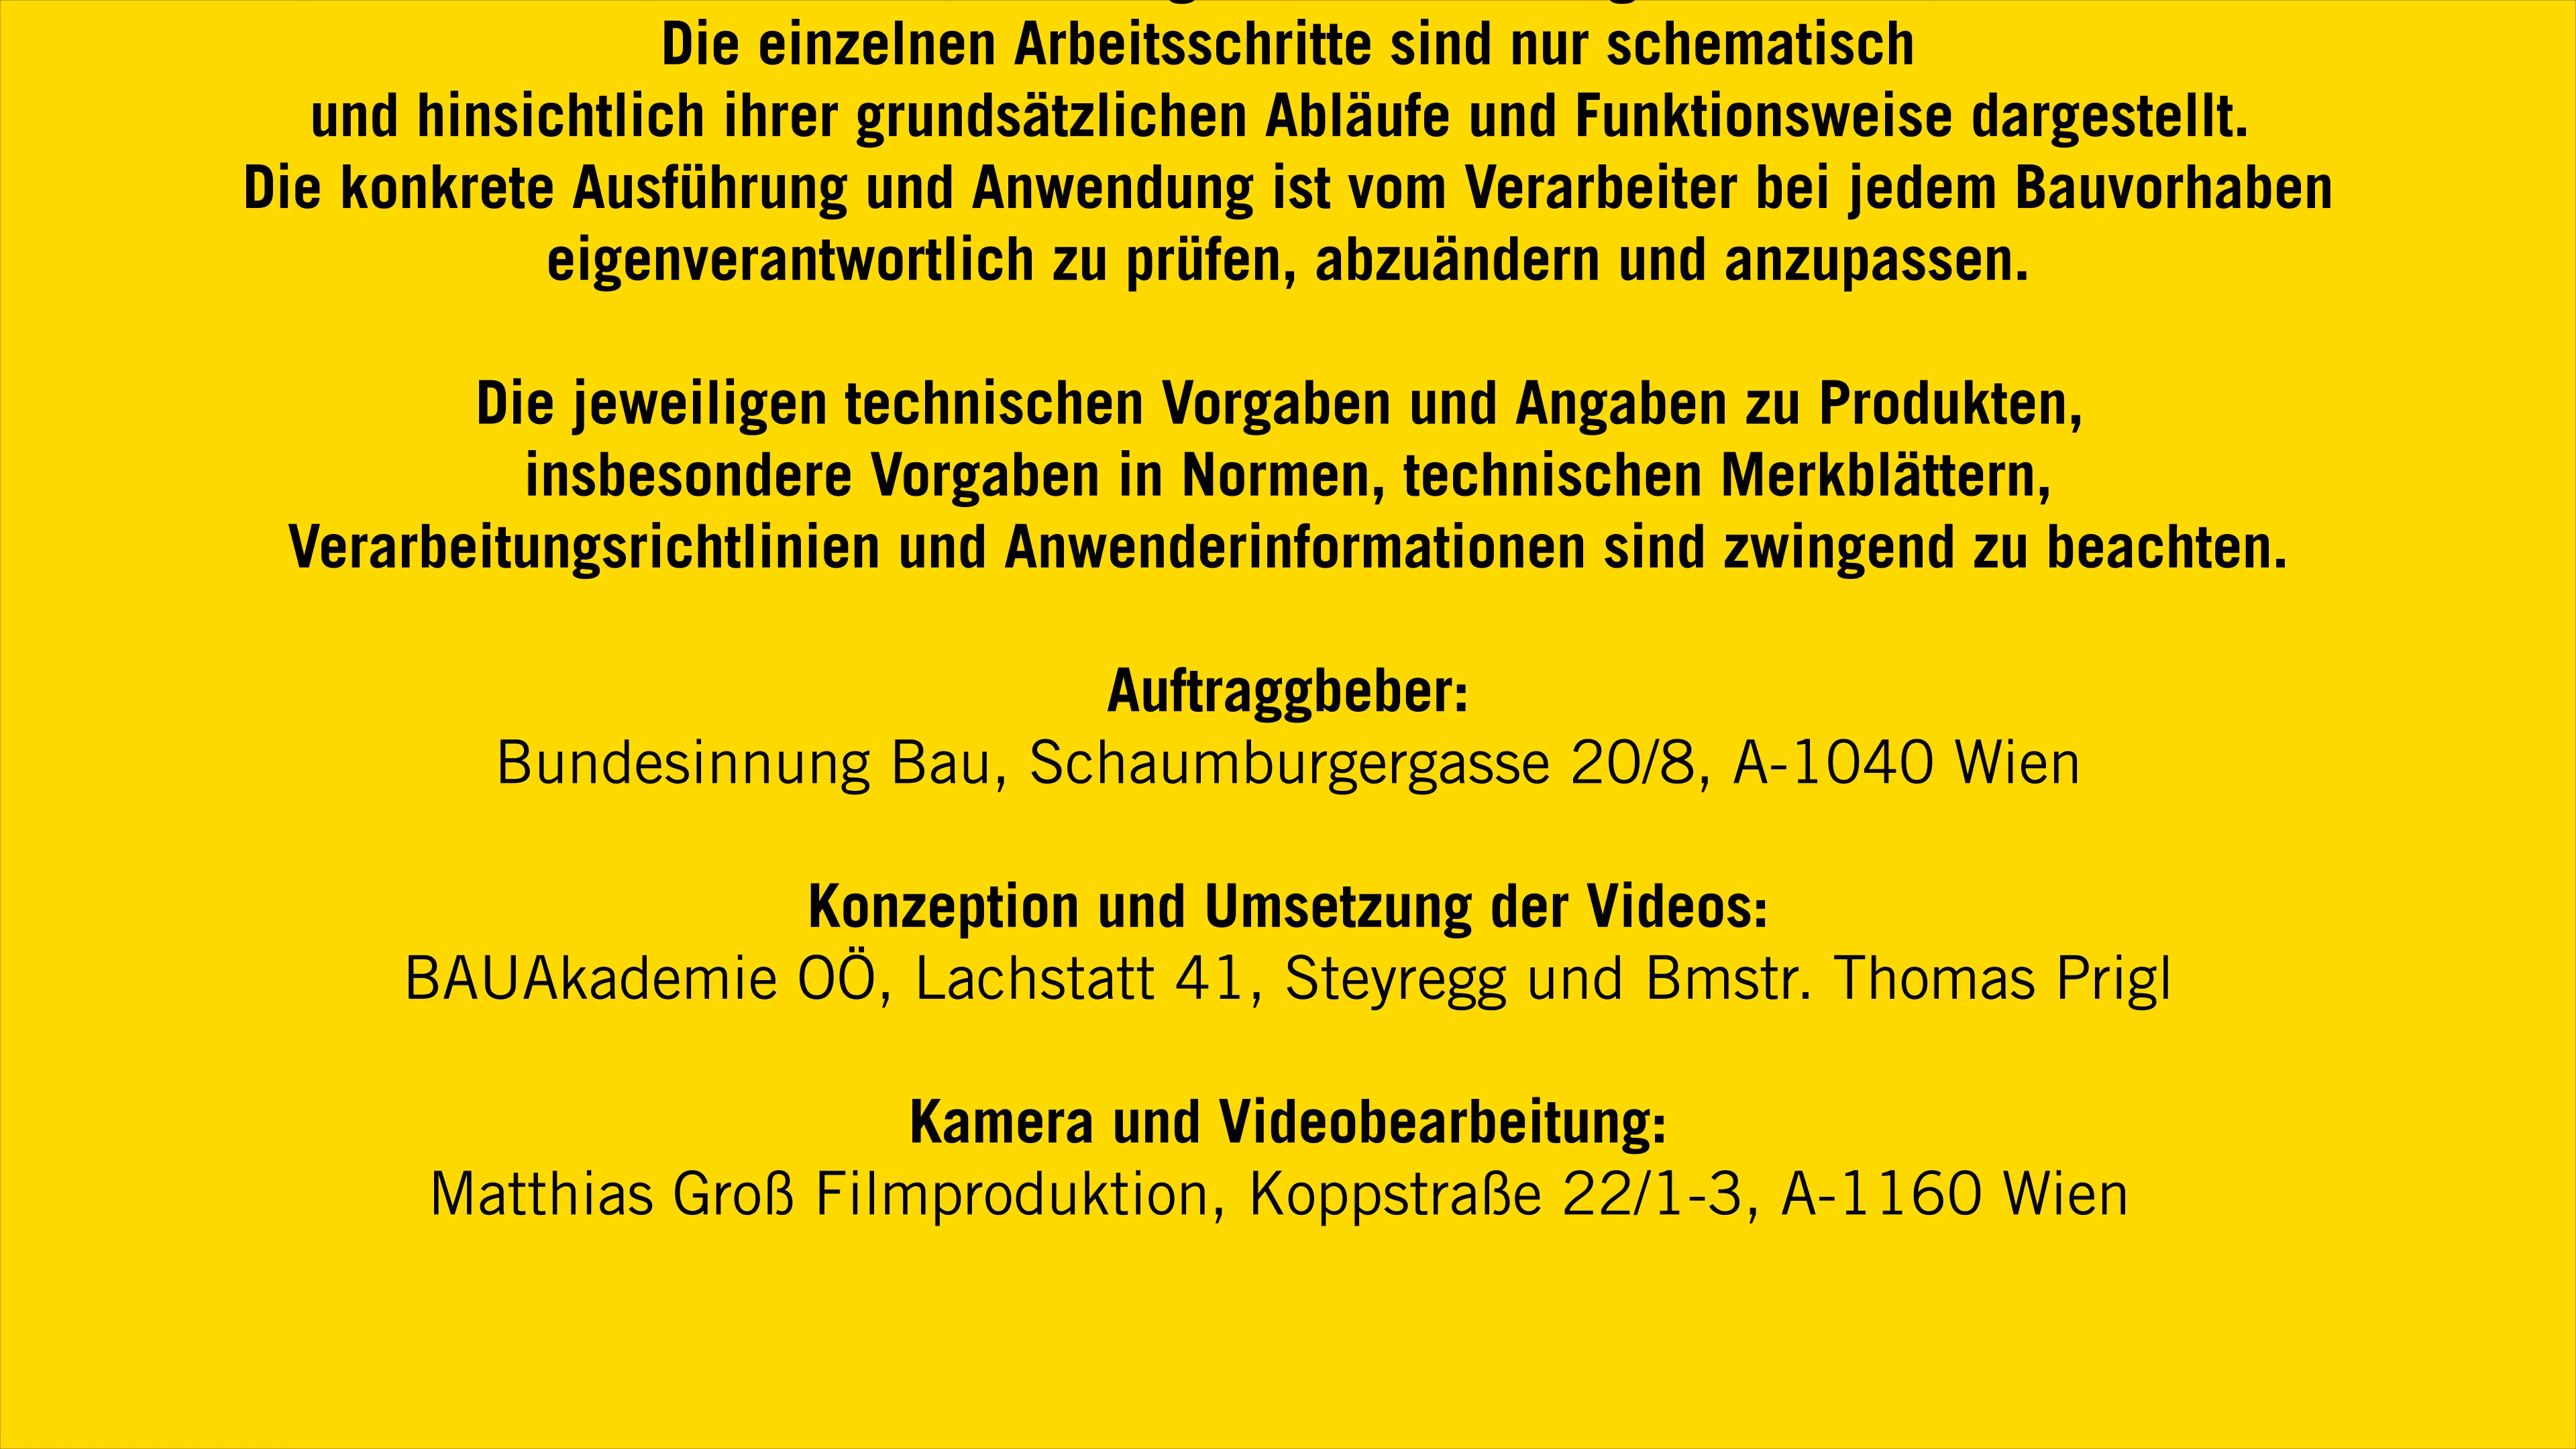 Die einzelnen Arbeitsschritte sind nur schematisch
und hinsichtlich ihrer grundsätzlichen Abläufe und Funktionsweise dargestellt.
Die konkrete Ausführung und Anwendung ist vom Verarbeiter bei jedem Bauvorhaben
eigenverantwortlich zu prüfen, abzuändern und anzupassen.
Die jeweiligen technischen Vorgaben und Angaben zu Produkten,
insbesondere Vorgaben in Normen, technischen Merkblättern,
Verarbeitungsrichtlinien und Anwenderinformationen sind zwingend zu beachten.
Auftraggbeber:
Bundesinnung Bau, Schaumburgergasse 20/8, A-1040 Wien
Konzeption und Umsetzung der Videos:
BAUAkademie OÖ, Lachstatt 41, Steyregg und Bmstr. Thomas Prigl
Kamera und Videobearbeitung:
Matthias Groß Filmproduktion, Koppstraße 22/1-3, A-1160 Wien